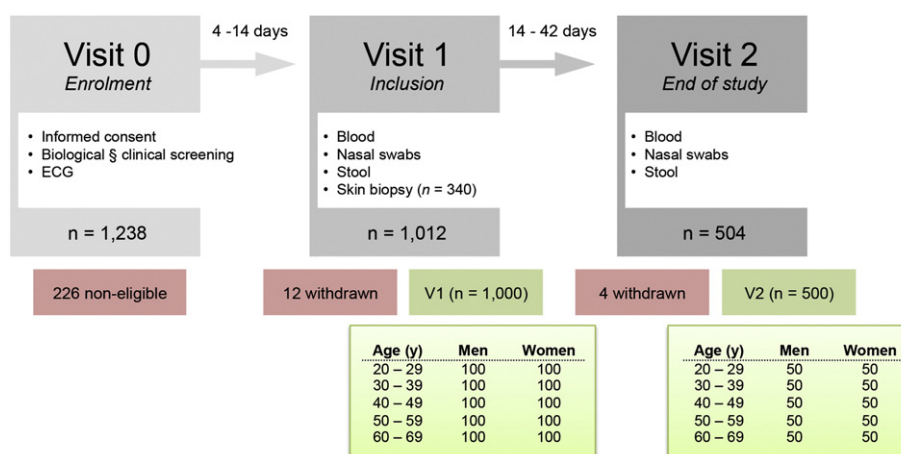 Visit 0
Enrolment
• Informed consent
• Biological § clinical screening
• ECG
n = 1,238
226 non-eligible
4 -14 days
Visit 1
Inclusion
• Blood
• Nasal swabs
• Stool
• Skin biopsy (n = 340)
n = 1,012
12 withdrawn
V1 (n = 1,000)
Age (y) Men Women
20 – 29 100 100
30 – 39 100 100
40 – 49 100 100
50 – 59 100 100
60 – 69 100 100
14 - 42 days
Visit 2
End of study
• Blood
• Nasal swabs
• Stool
n = 504
4 withdrawn
V2 (n = 500)
Age (y) Men Women
20 – 29 50 50
30 – 39 50 50
40 – 49 50 50
50 – 59 50 50
60 – 69 50 50